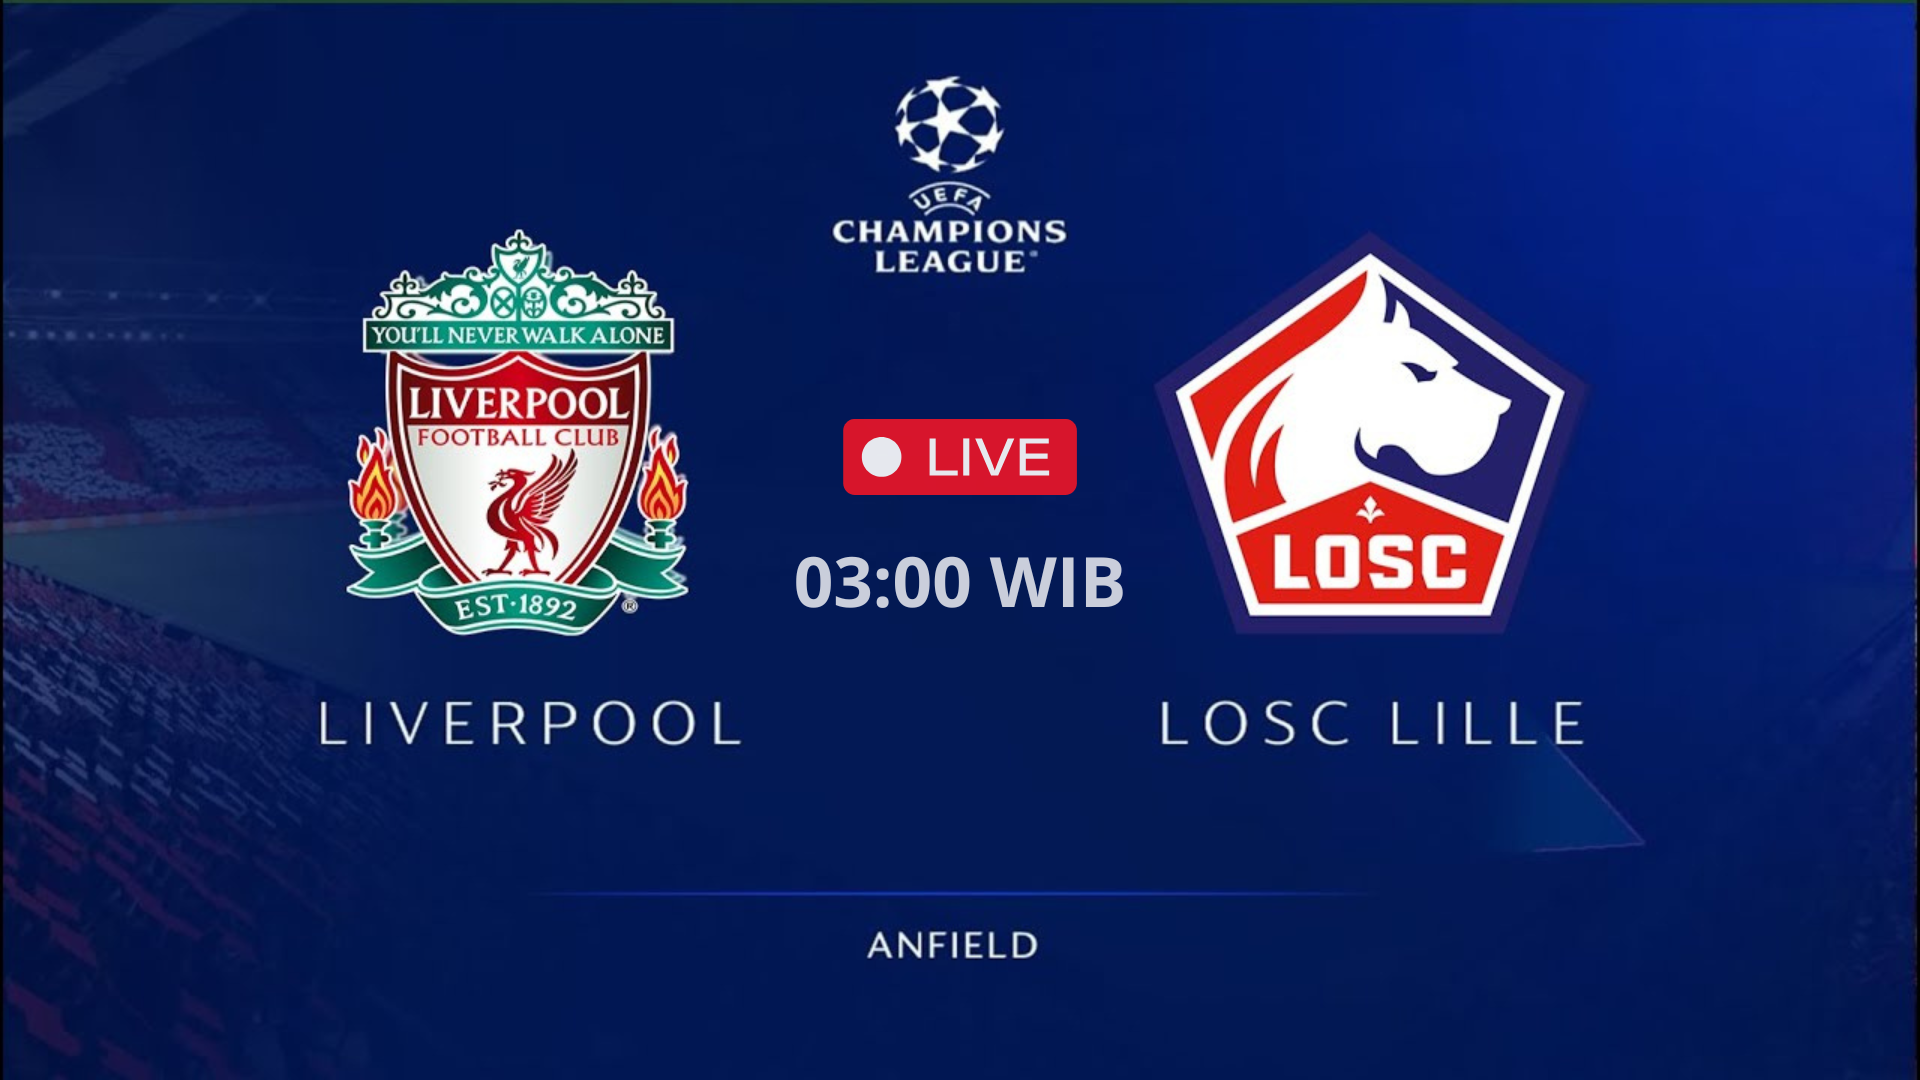 UEFA
CHAMPIONS
LEAGUE®
YOU'LL NEVER WALK ALONE
LIVERPOOL
FOOTBALL CLUB
EST·1892
®
LIVE
03:00 WIB
LOSC
LIVERPOOL
LOSC LILLE
ANFIELD